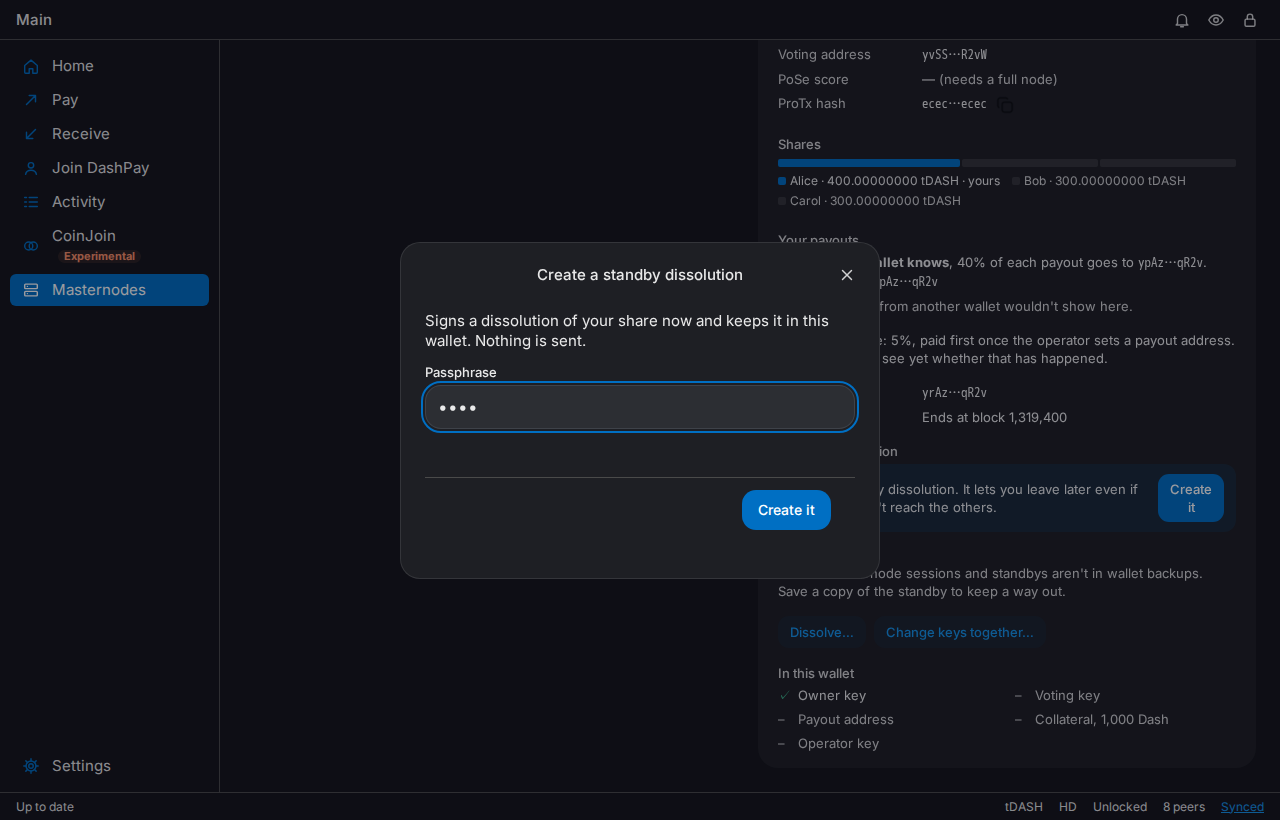 Main
Home
Pay
Receive
Join DashPay
Activity
CoinJoin
Experimental
Masternodes
Settings
Voting address yvSS···R2vW
PoSe score — (needs a full node)
ProTx hash ecec···ecec
Shares
Alice · 400.00000000 tDASH · yours Bob · 300.00000000 tDASH
Carol · 300.00000000 tDASH
Your payouts
knows, 40% of each payout goes to ypAz···qR2v.
from another wallet wouldn't show here.
5%, paid first once the operator sets a payout address.
see yet whether that has happened.
yrAz···qR2v
Ends at block 1,319,400
dissolution. It lets you leave later even if
reach the others.
Create
it
sessions and standbys aren't in wallet backups.
Save a copy of the standby to keep a way out.
Dissolve... Change keys together...
In this wallet
✓ Owner key – Voting key
– Payout address – Collateral, 1,000 Dash
– Operator key
Create a standby dissolution
Signs a dissolution of your share now and keeps it in this
wallet. Nothing is sent.
Passphrase
••••
Create it
Up to date tDASH HD Unlocked 8 peers Synced